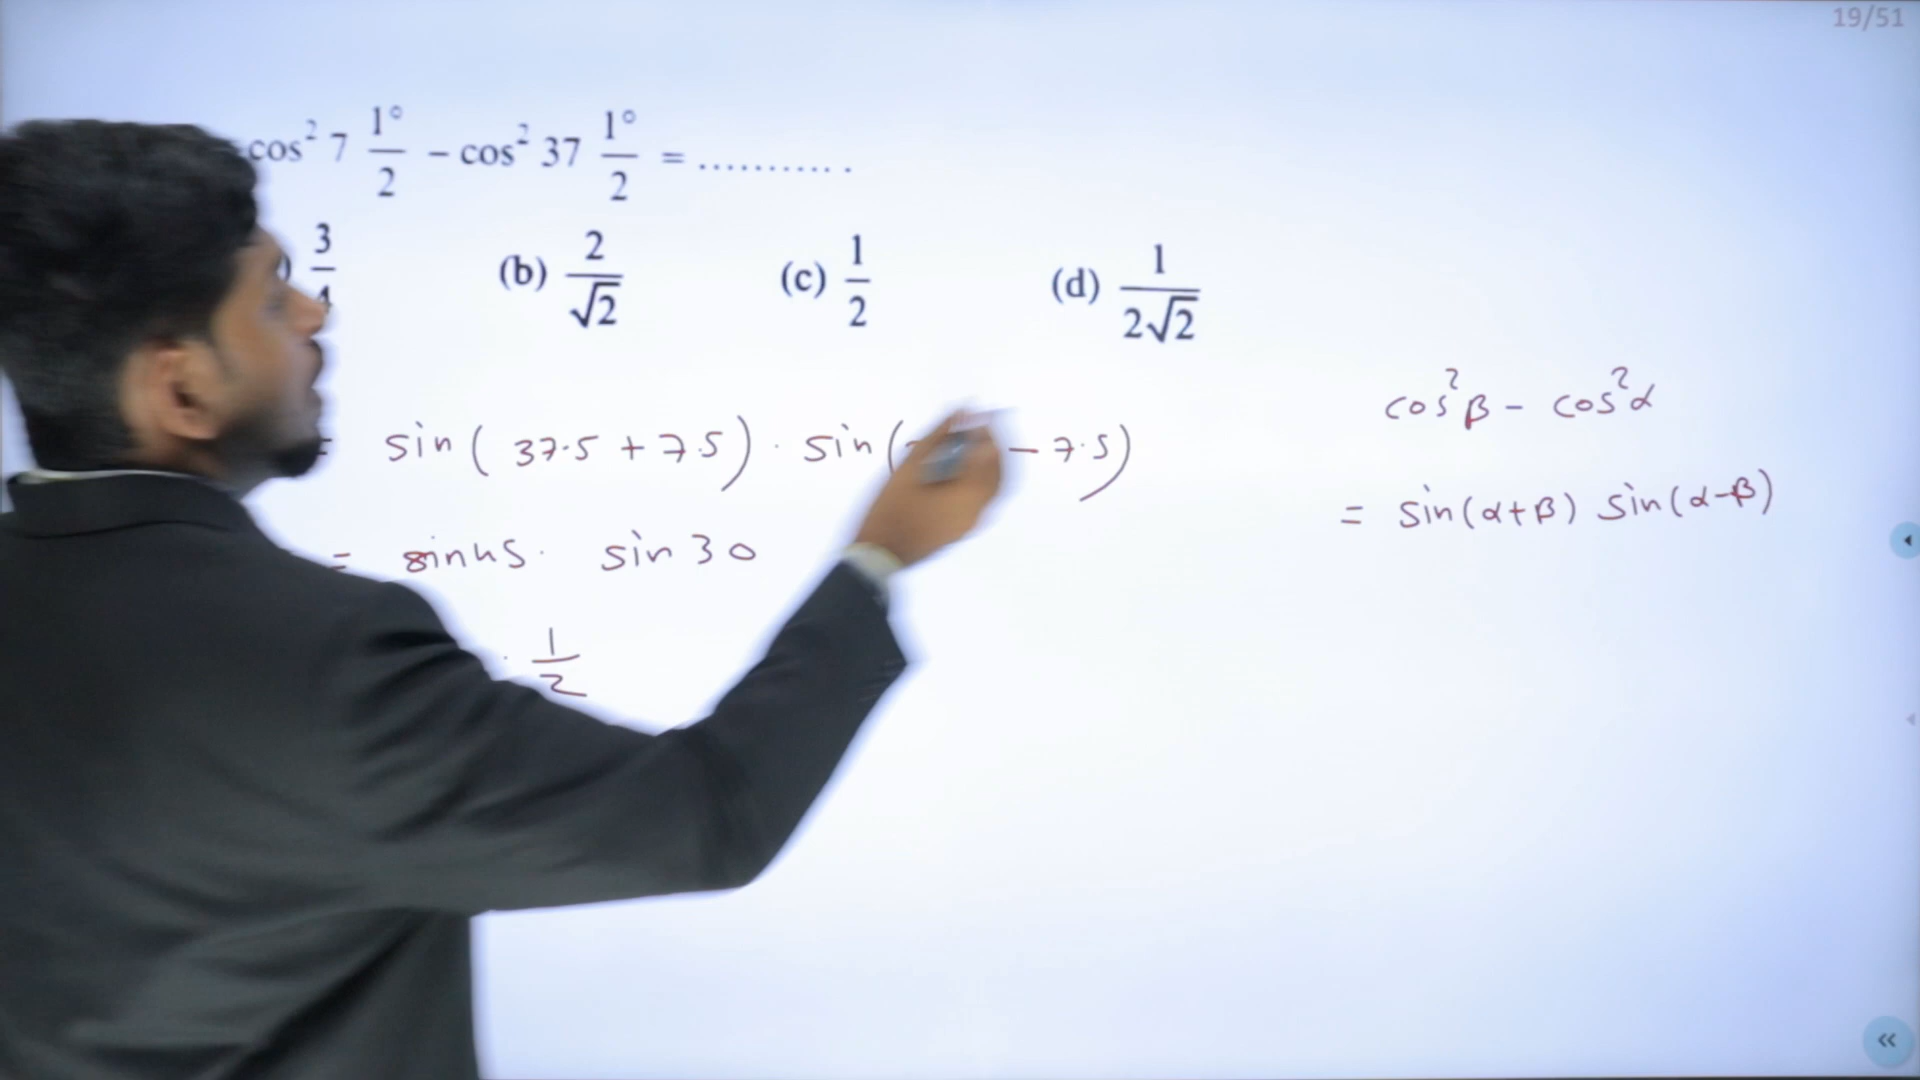 19/51
cos² 7 1°/2 − cos² 37 1°/2 = ...........
) 3/4 (b) 2/√2 (c) 1/2 (d) 1/2√2
cos²β − cos²α
= sin( 37.5 + 7.5) . sin( − 7.5)
= sin(α+β) sin(α−β)
= sin45. sin30
. 1/2
«